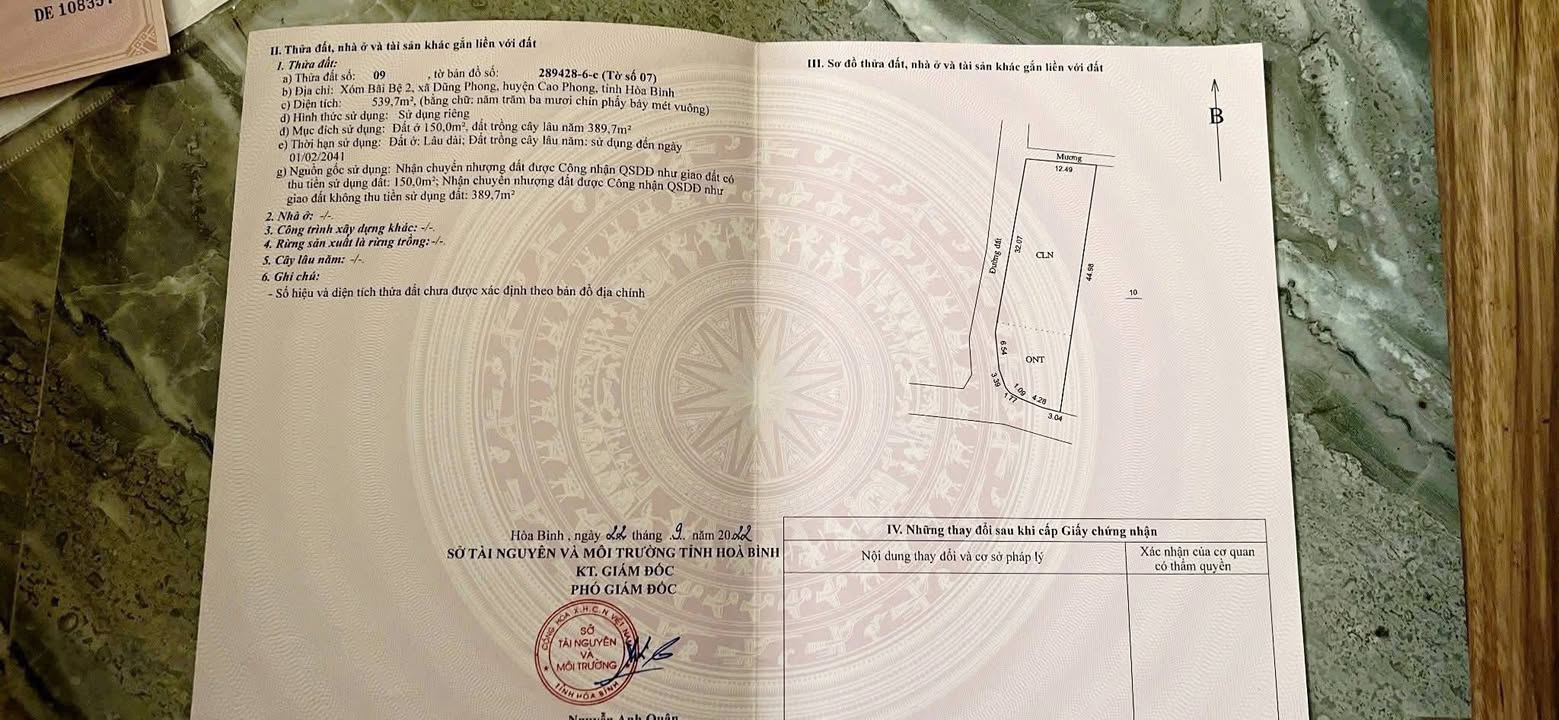 DE 10835
II. Thửa đất, nhà ở và tài sản khác gắn liền với đất
1. Thửa đất:
a) Thửa đất số: 09 , tờ bản đồ số: 289428-6-c (Tờ số 07)
b) Địa chỉ: Xóm Bãi Bệ 2, xã Dũng Phong, huyện Cao Phong, tỉnh Hòa Bình
c) Diện tích: 539,7m², (bằng chữ: năm trăm ba mươi chín phẩy bảy mét vuông)
d) Hình thức sử dụng: Sử dụng riêng
đ) Mục đích sử dụng: Đất ở 150,0m², đất trồng cây lâu năm 389,7m²
e) Thời hạn sử dụng: Đất ở: Lâu dài; Đất trồng cây lâu năm: sử dụng đến ngày
01/02/2041
g) Nguồn gốc sử dụng: Nhận chuyển nhượng đất được Công nhận QSDĐ như giao đất có
thu tiền sử dụng đất: 150,0m²; Nhận chuyển nhượng đất được Công nhận QSDĐ như
giao đất không thu tiền sử dụng đất: 389,7m²
2. Nhà ở: -/-
3. Công trình xây dựng khác: -/-
4. Rừng sản xuất là rừng trồng: -/-
5. Cây lâu năm: -/-
6. Ghi chú:
- Số hiệu và diện tích thửa đất chưa được xác định theo bản đồ địa chính
Hòa Bình , ngày 22 tháng 9 năm 2022
SỞ TÀI NGUYÊN VÀ MÔI TRƯỜNG TỈNH HOÀ BÌNH
KT. GIÁM ĐỐC
PHÓ GIÁM ĐỐC
CỘNG HÒA X.H.C.N VIỆT NAM
SỞ
TÀI NGUYÊN
VÀ
MÔI TRƯỜNG
TỈNH HÒA BÌNH
Nguyễn Anh Quân
III. Sơ đồ thửa đất, nhà ở và tài sản khác gắn liền với đất
B
Mương
12.49
Đường đất
32.07
CLN
44.98
10
6.54
ONT
3.39
1.77
1.09
4.28
3.04
IV. Những thay đổi sau khi cấp Giấy chứng nhận
Nội dung thay đổi và cơ sở pháp lý
Xác nhận của cơ quan
có thẩm quyền